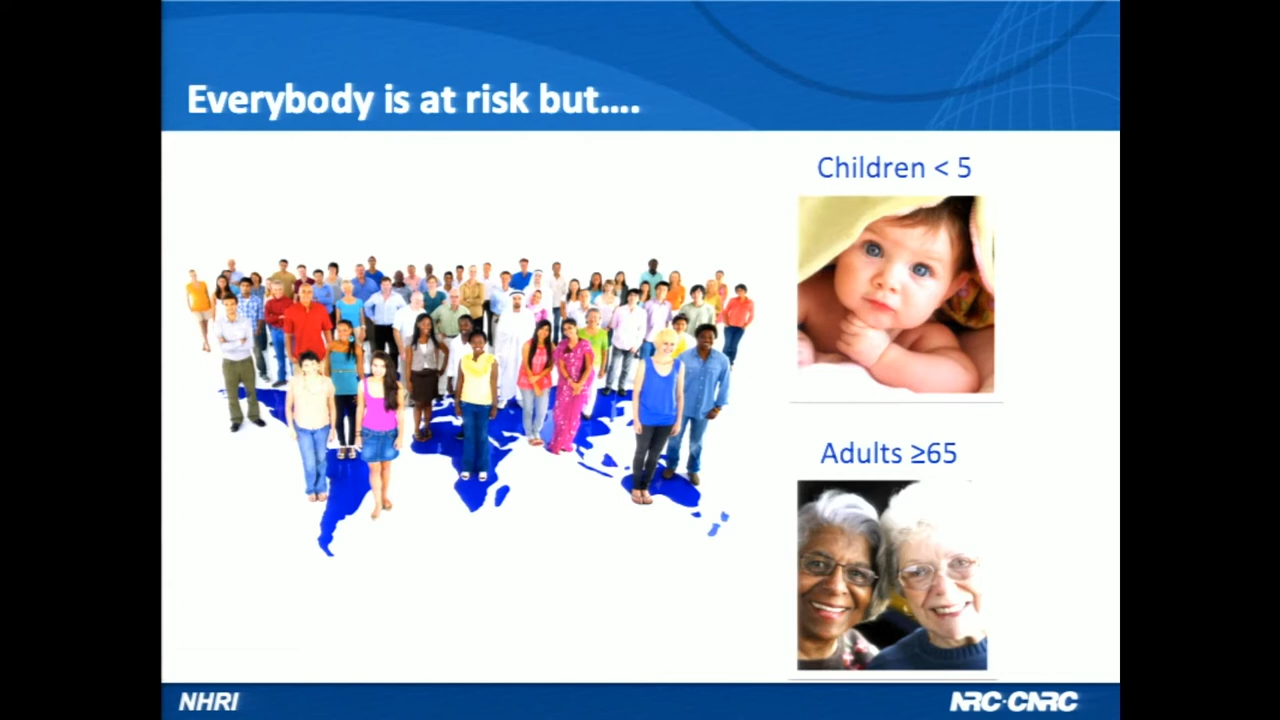 Everybody is at risk but....
Children < 5
Adults ≥65
NHRI
NRC·CNRC